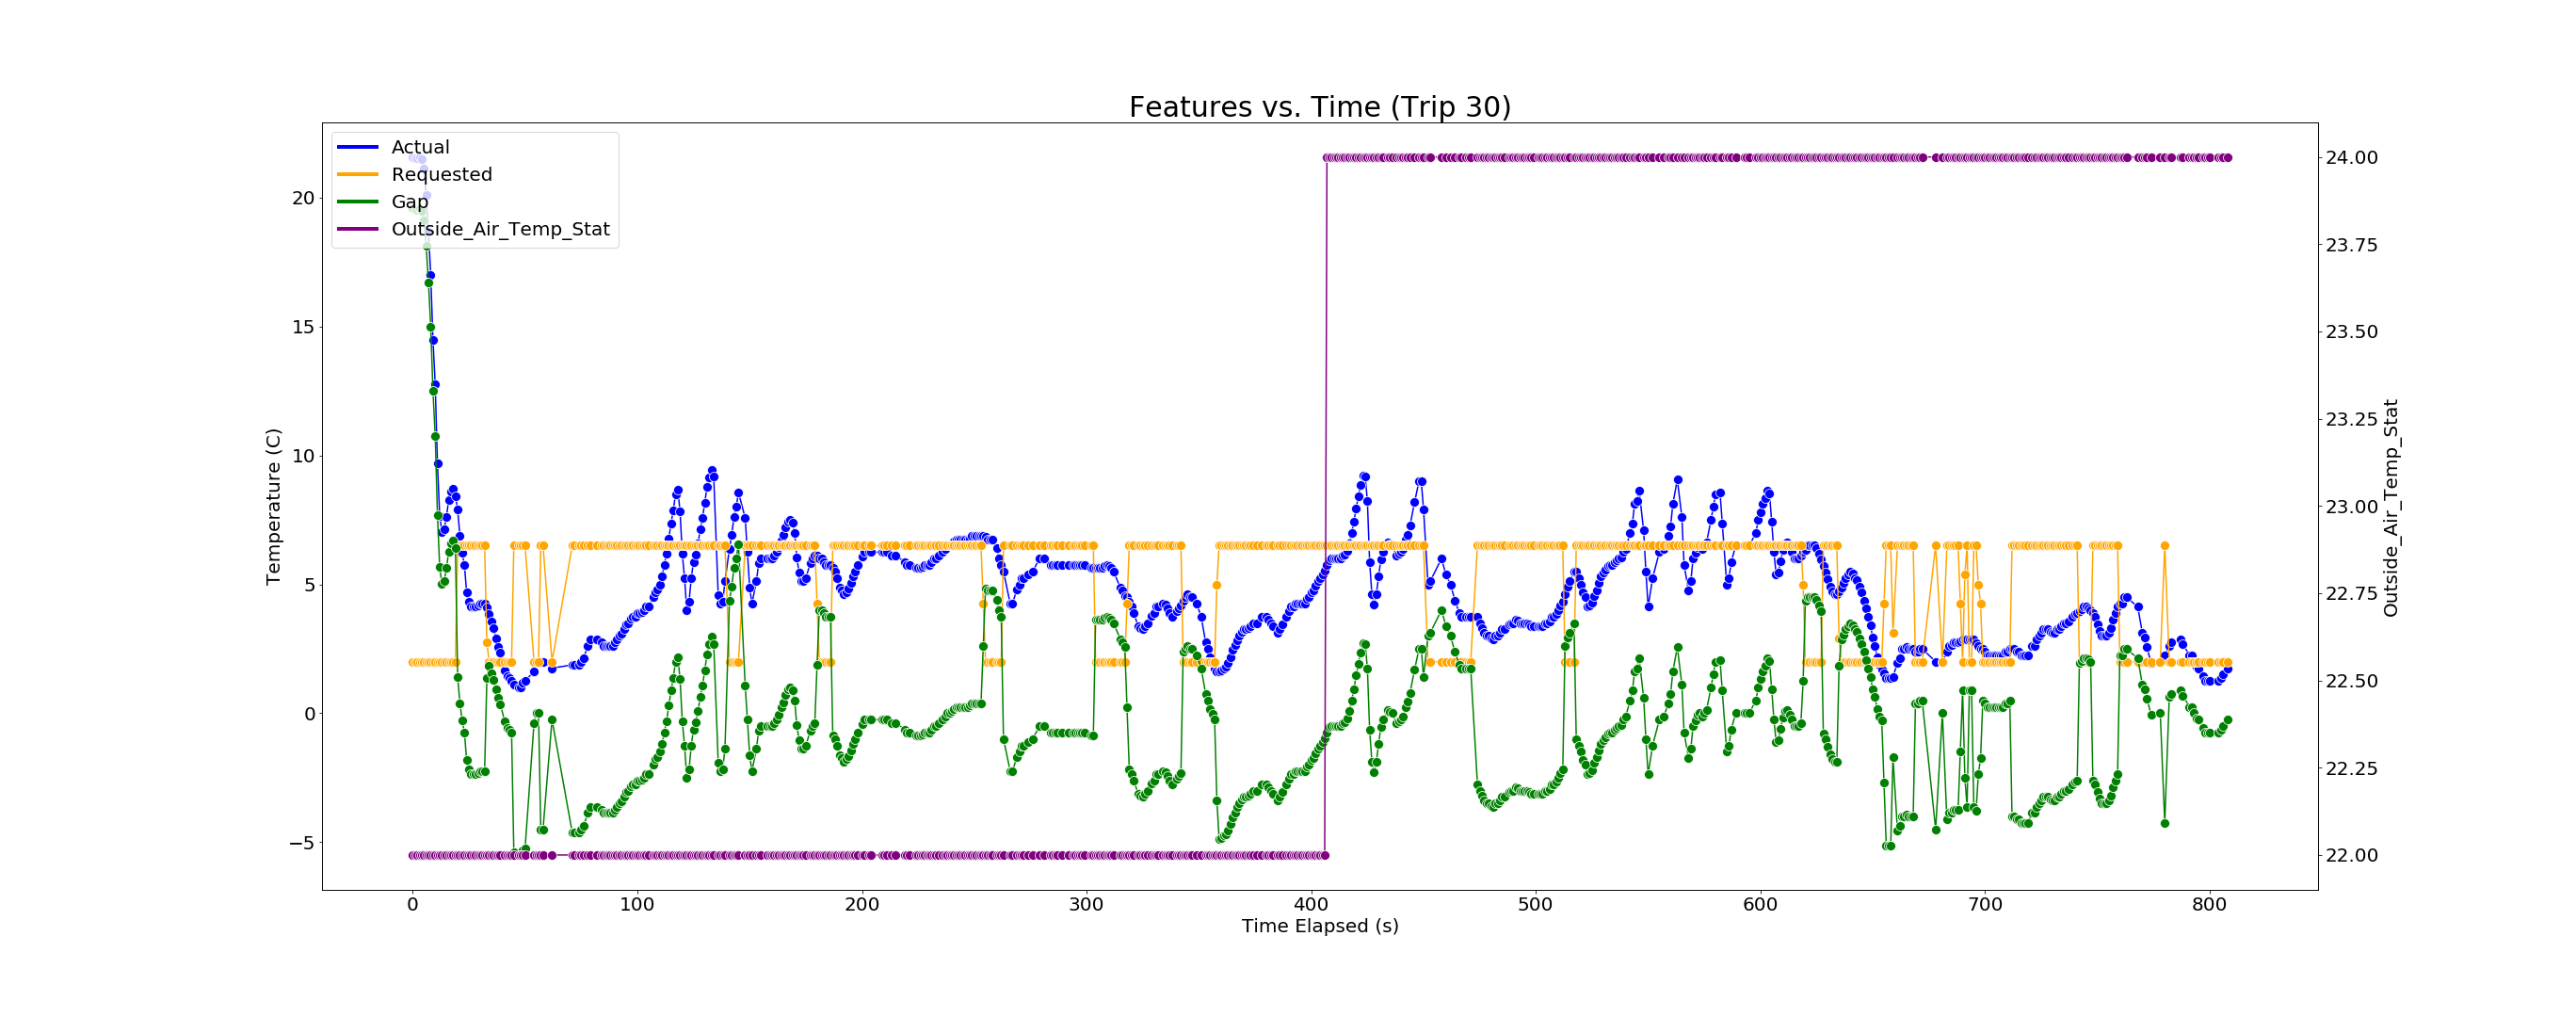 Features vs. Time (Trip 30)
Actual
Requested
Gap
Outside_Air_Temp_Stat
Temperature (C)
20
15
10
5
0
−5
24.00
23.75
23.50
23.25
23.00
22.75
22.50
22.25
22.00
Outside_Air_Temp_Stat
0 100 200 300 400 500 600 700 800
Time Elapsed (s)